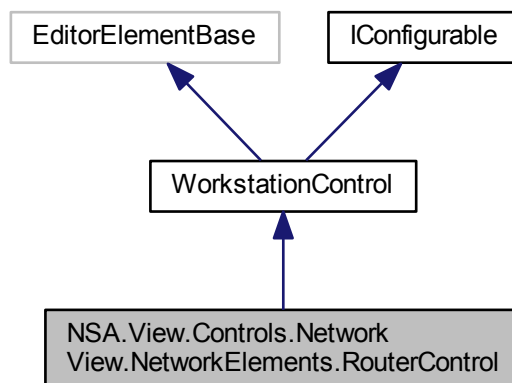 EditorElementBase
IConfigurable
WorkstationControl
NSA.View.Controls.Network
View.NetworkElements.RouterControl